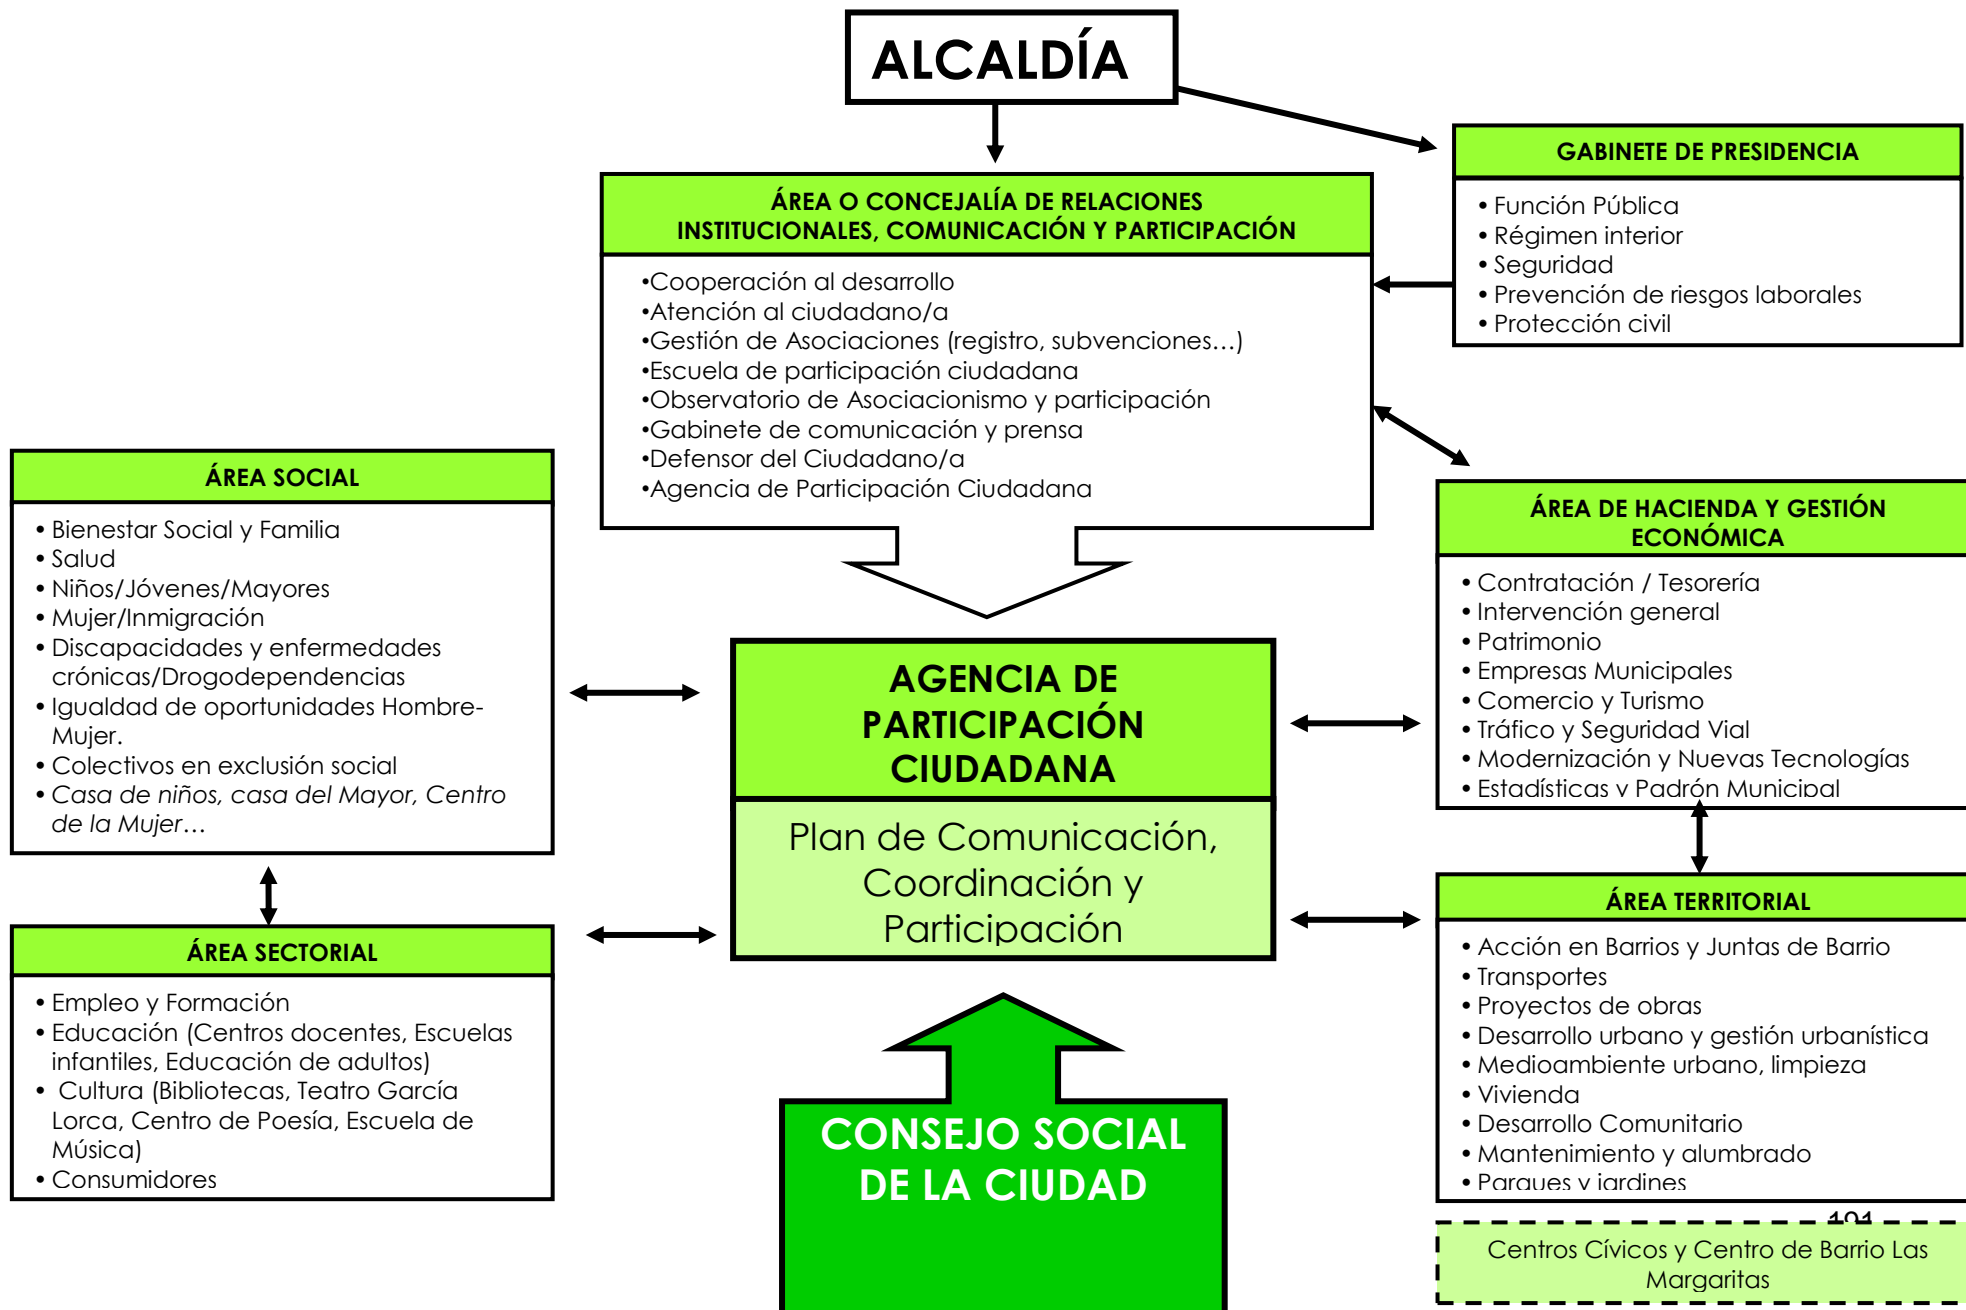 ALCALDÍA
GABINETE DE PRESIDENCIA
• Función Pública
• Régimen interior
• Seguridad
• Prevención de riesgos laborales
• Protección civil
ÁREA O CONCEJALÍA DE RELACIONES
INSTITUCIONALES, COMUNICACIÓN Y PARTICIPACIÓN
•Cooperación al desarrollo
•Atención al ciudadano/a
•Gestión de Asociaciones (registro, subvenciones…)
•Escuela de participación ciudadana
•Observatorio de Asociacionismo y participación
•Gabinete de comunicación y prensa
•Defensor del Ciudadano/a
•Agencia de Participación Ciudadana
ÁREA SOCIAL
• Bienestar Social y Familia
• Salud
• Niños/Jóvenes/Mayores
• Mujer/Inmigración
• Discapacidades y enfermedades
crónicas/Drogodependencias
• Igualdad de oportunidades Hombre-
Mujer.
• Colectivos en exclusión social
• Casa de niños, casa del Mayor, Centro
de la Mujer…
ÁREA DE HACIENDA Y GESTIÓN
ECONÓMICA
• Contratación / Tesorería
• Intervención general
• Patrimonio
• Empresas Municipales
• Comercio y Turismo
• Tráfico y Seguridad Vial
• Modernización y Nuevas Tecnologías
• Estadísticas y Padrón Municipal
AGENCIA DE
PARTICIPACIÓN
CIUDADANA
Plan de Comunicación,
Coordinación y
Participación
ÁREA SECTORIAL
• Empleo y Formación
• Educación (Centros docentes, Escuelas
infantiles, Educación de adultos)
• Cultura (Bibliotecas, Teatro García
Lorca, Centro de Poesía, Escuela de
Música)
• Consumidores
ÁREA TERRITORIAL
• Acción en Barrios y Juntas de Barrio
• Transportes
• Proyectos de obras
• Desarrollo urbano y gestión urbanística
• Medioambiente urbano, limpieza
• Vivienda
• Desarrollo Comunitario
• Mantenimiento y alumbrado
• Parques y jardines
CONSEJO SOCIAL
DE LA CIUDAD
Centros Cívicos y Centro de Barrio Las
Margaritas